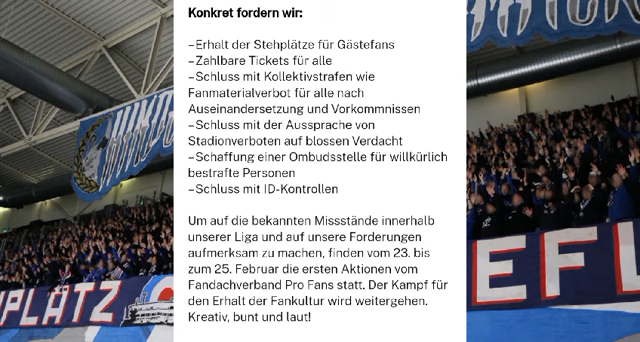 Konkret fordern wir:
–Erhalt der Stehplätze für Gästefans
–Zahlbare Tickets für alle
–Schluss mit Kollektivstrafen wie
Fanmaterialverbot für alle nach
Auseinandersetzung und Vorkommnissen
–Schluss mit der Aussprache von
Stadionverboten auf blossen Verdacht
–Schaffung einer Ombudsstelle für willkürlich
bestrafte Personen
–Schluss mit ID-Kontrollen
Um auf die bekannten Missstände innerhalb
unserer Liga und auf unsere Forderungen
aufmerksam zu machen, finden vom 23. bis
zum 25. Februar die ersten Aktionen vom
Fandachverband Pro Fans statt. Der Kampf für
den Erhalt der Fankultur wird weitergehen.
Kreativ, bunt und laut!
PLÄTZ
EFL